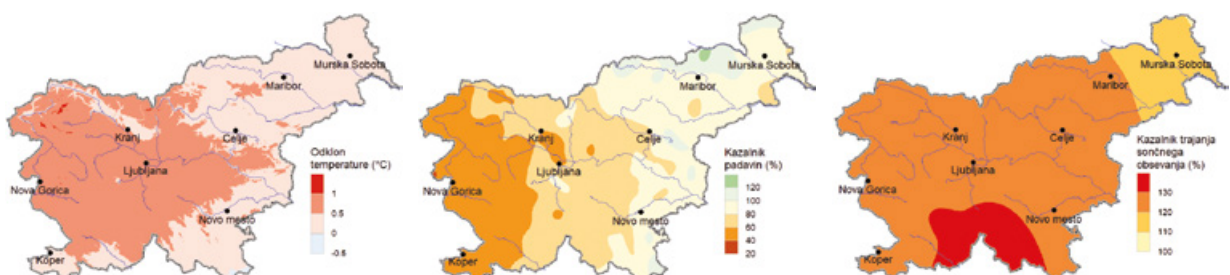 Murska Sobota
Maribor
Kranj
Celje
Ljubljana
Nova Gorica
Novo mesto
Koper
Odklon
temperature (°C)
1
0.5
0
-0.5
Murska Sobota
Maribor
Kranj
Celje
Ljubljana
Nova Gorica
Novo mesto
Koper
Kazalnik
padavin (%)
120
100
80
60
40
20
Murska Sobota
Maribor
Kranj
Celje
Ljubljana
Nova Gorica
Novo mesto
Koper
Kazalnik trajanja
sončnega
obsevanja (%)
130
120
110
100